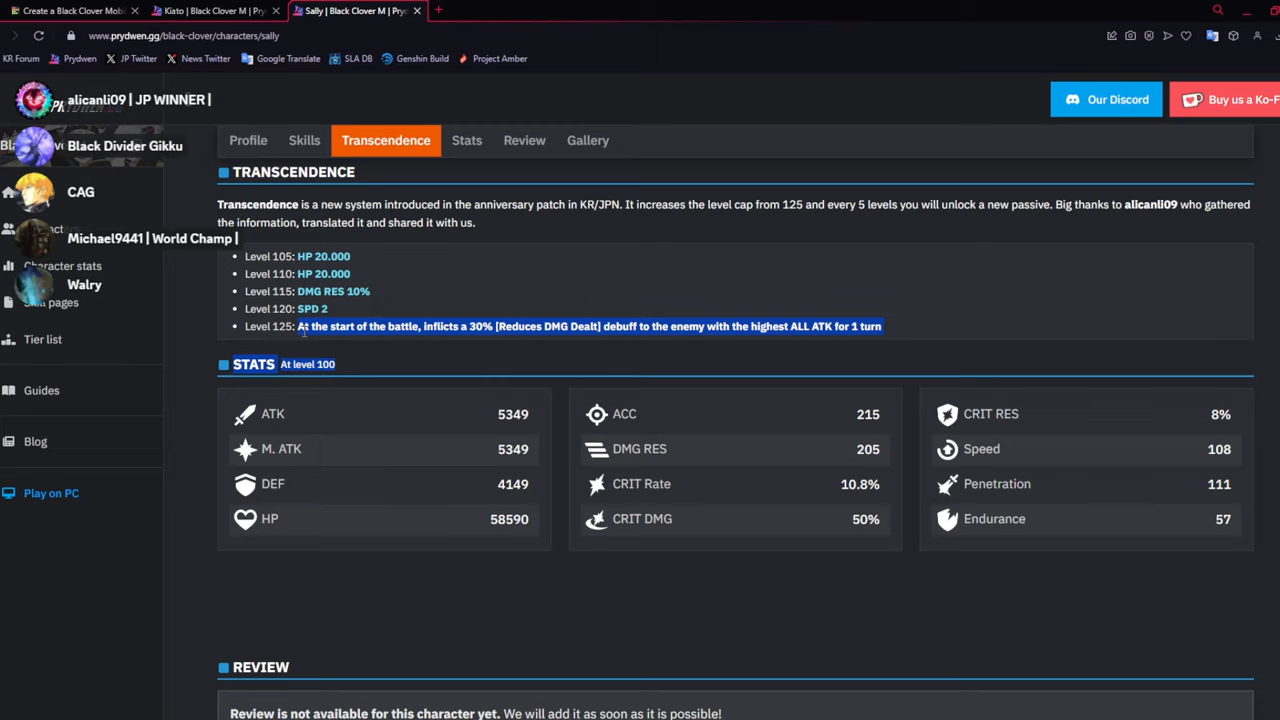 Create a Black Clover Mobi
Kiato | Black Clover M | Pry
Sally | Black Clover M | Pry
www.prydwen.gg/black-clover/characters/sally
KR Forum
Prydwen
JP Twitter
News Twitter
Google Translate
SLA DB
Genshin Build
Project Amber
alicanli09 | JP WINNER |
Our Discord
Buy us a Ko-F
Black Divider Gikku
CAG
Michael9441 | World Champ |
Walry
Character stats
Skill pages
Tier list
Guides
Blog
Play on PC
Profile
Skills
Transcendence
Stats
Review
Gallery
TRANSCENDENCE
Transcendence is a new system introduced in the anniversary patch in KR/JPN. It increases the level cap from 125 and every 5 levels you will unlock a new passive. Big thanks to alicanli09 who gathered
the information, translated it and shared it with us.
Level 105: HP 20.000
Level 110: HP 20.000
Level 115: DMG RES 10%
Level 120: SPD 2
Level 125: At the start of the battle, inflicts a 30% [Reduces DMG Dealt] debuff to the enemy with the highest ALL ATK for 1 turn
STATS At level 100
ATK 5349
M. ATK 5349
DEF 4149
HP 58590
ACC 215
DMG RES 205
CRIT Rate 10.8%
CRIT DMG 50%
CRIT RES 8%
Speed 108
Penetration 111
Endurance 57
REVIEW
Review is not available for this character yet. We will add it as soon as it is possible!